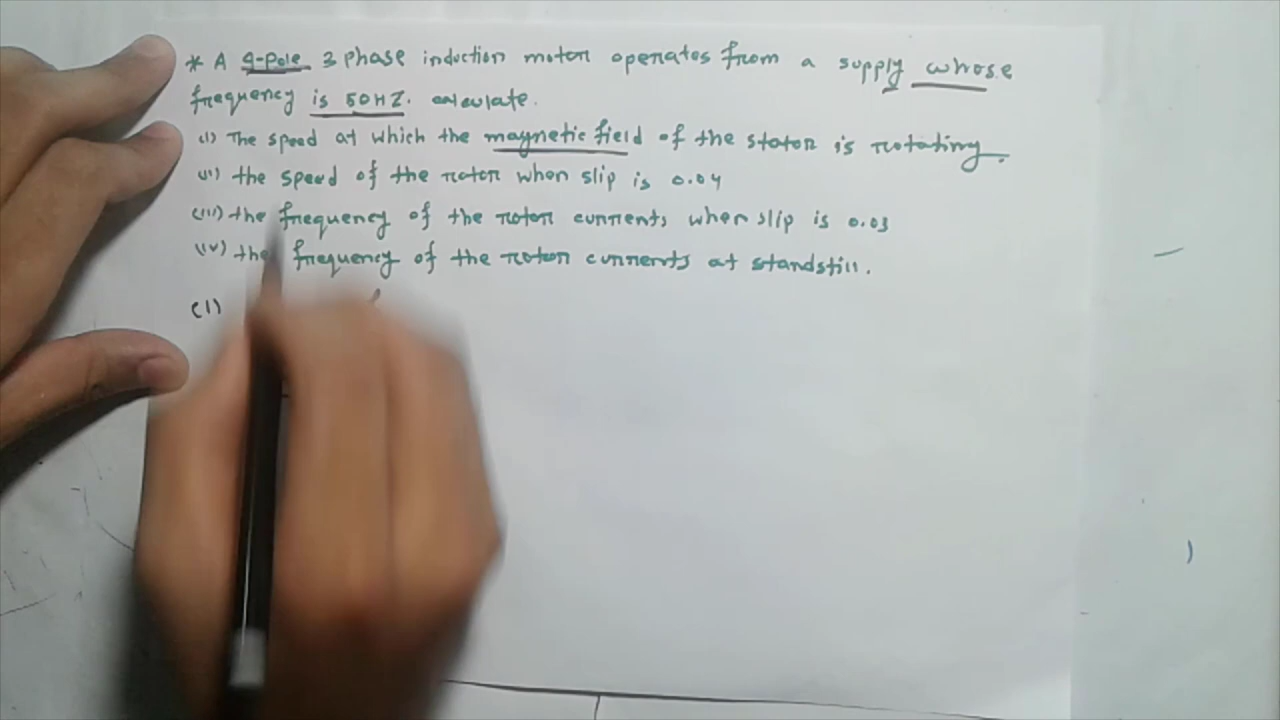 * A 4-pole 3 phase induction motor operates from a supply whose
frequency is 50HZ. calculate.
(i) The speed at which the magnetic field of the stator is rotating.
(ii) the speed of the rotor when slip is 0.04
(iii) the frequency of the rotor currents when slip is 0.03
(iv) the frequency of the rotor currents at standstill.
(i)